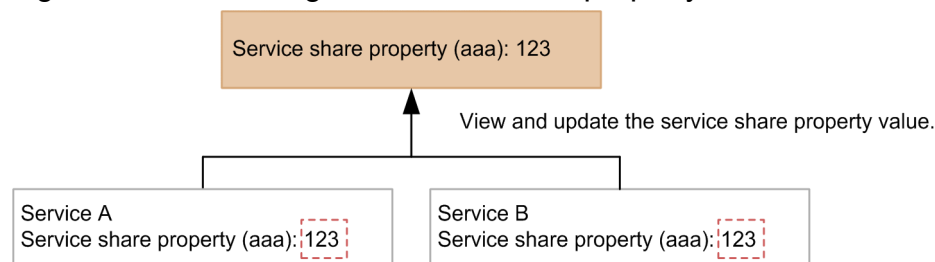 Service share property (aaa): 123
View and update the service share property value.
Service A
Service share property (aaa): 123
Service B
Service share property (aaa): 123